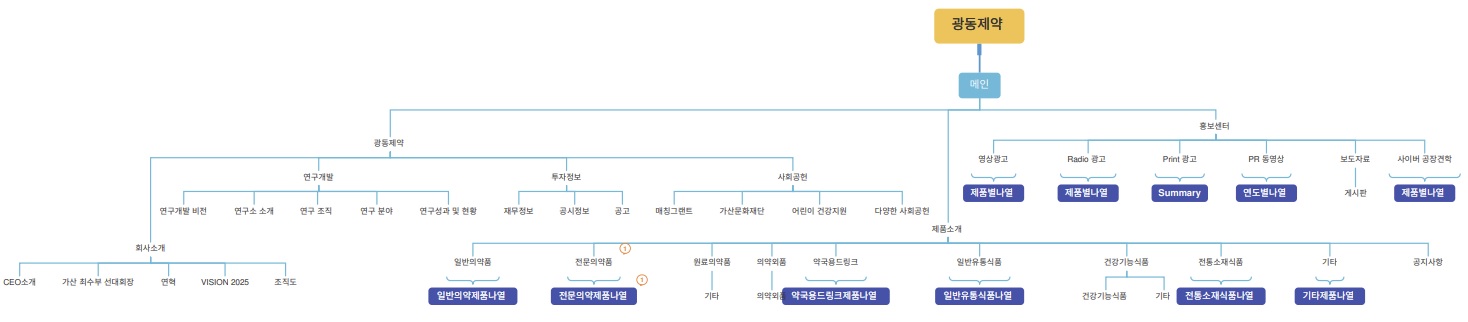 광동제약
메인
광동제약
홍보센터
연구개발
투자정보
사회공헌
영상광고
Radio 광고
Print 광고
PR 동영상
보도자료
사이버 공장견학
제품별나열
제품별나열
Summary
연도별나열
게시판
제품별나열
연구개발 비전
연구소 소개
연구 조직
연구 분야
연구성과 및 현황
재무정보
공시정보
공고
매칭그랜트
가산문화재단
어린이 건강지원
다양한 사회공헌
제품소개
회사소개
1
일반의약품
전문의약품
원료의약품
의약외품
약국용드링크
일반유통식품
건강기능식품
전통소재식품
기타
공지사항
CEO소개
가산 최수부 선대회장
연혁
VISION 2025
조직도
1
일반의약제품나열
전문의약제품나열
기타
의약외
약국용드링크제품나열
일반유통식품나열
건강기능식품
기타
전통소재식품나열
기타제품나열